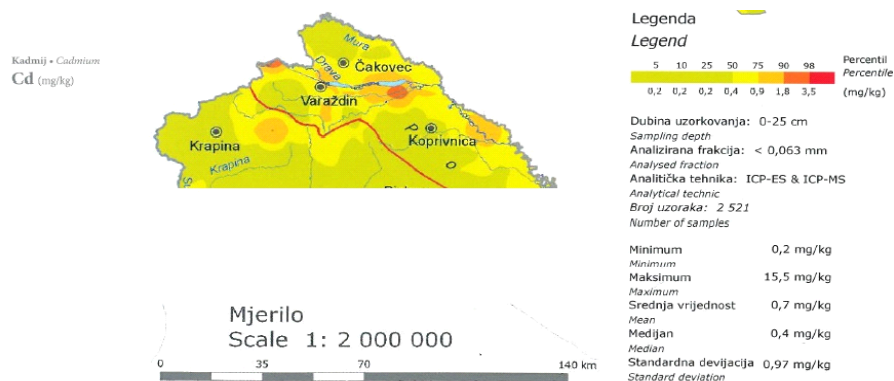 Kadmij • Cadmium
Cd (mg/kg)
Mura
Drava
Čakovec
Varaždin
Krapina
Krapina
Koprivnica
Mjerilo
Scale 1: 2 000 000
0 35 70 140 km
Legenda
Legend
5 10 25 50 75 90 98 Percentil
Percentile
0,2 0,2 0,2 0,4 0,9 1,8 3,5 (mg/kg)
Dubina uzorkovanja: 0-25 cm
Sampling depth
Analizirana frakcija: < 0,063 mm
Analysed fraction
Analitička tehnika: ICP-ES & ICP-MS
Analytical technic
Broj uzoraka: 2 521
Number of samples
Minimum 0,2 mg/kg
Minimum
Maksimum 15,5 mg/kg
Maximum
Srednja vrijednost 0,7 mg/kg
Mean
Medijan 0,4 mg/kg
Median
Standardna devijacija 0,97 mg/kg
Standard deviation